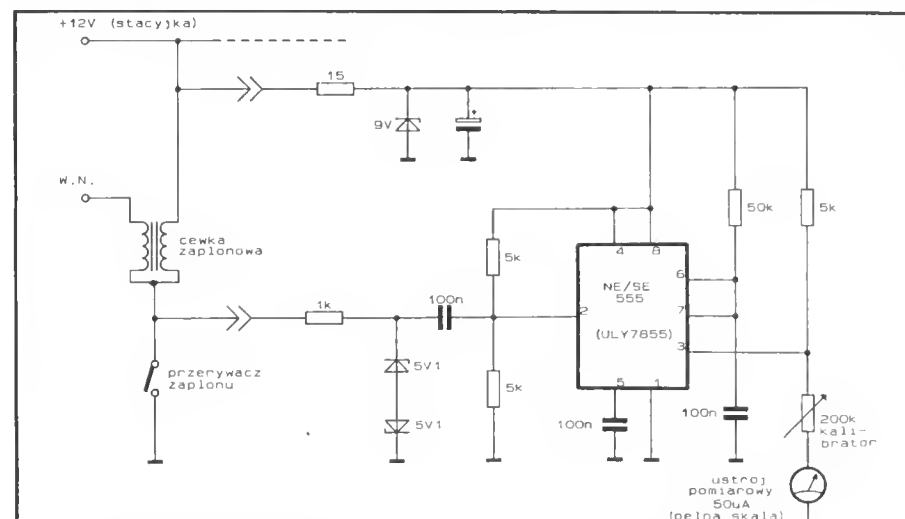 +12V (stacyjka)
15
9V
+
W.N.
cewka
zaplonowa
50k
5k
5k
4
8
6
NE/SE
555
7
2
(ULY7855)
3
1k
100n
5V1
przerywacz
zaplonu
5k
5
1
5V1
100n
100n
200k
kali-
brator
ustroj
pomiarowy
50uA
(pelna skala)